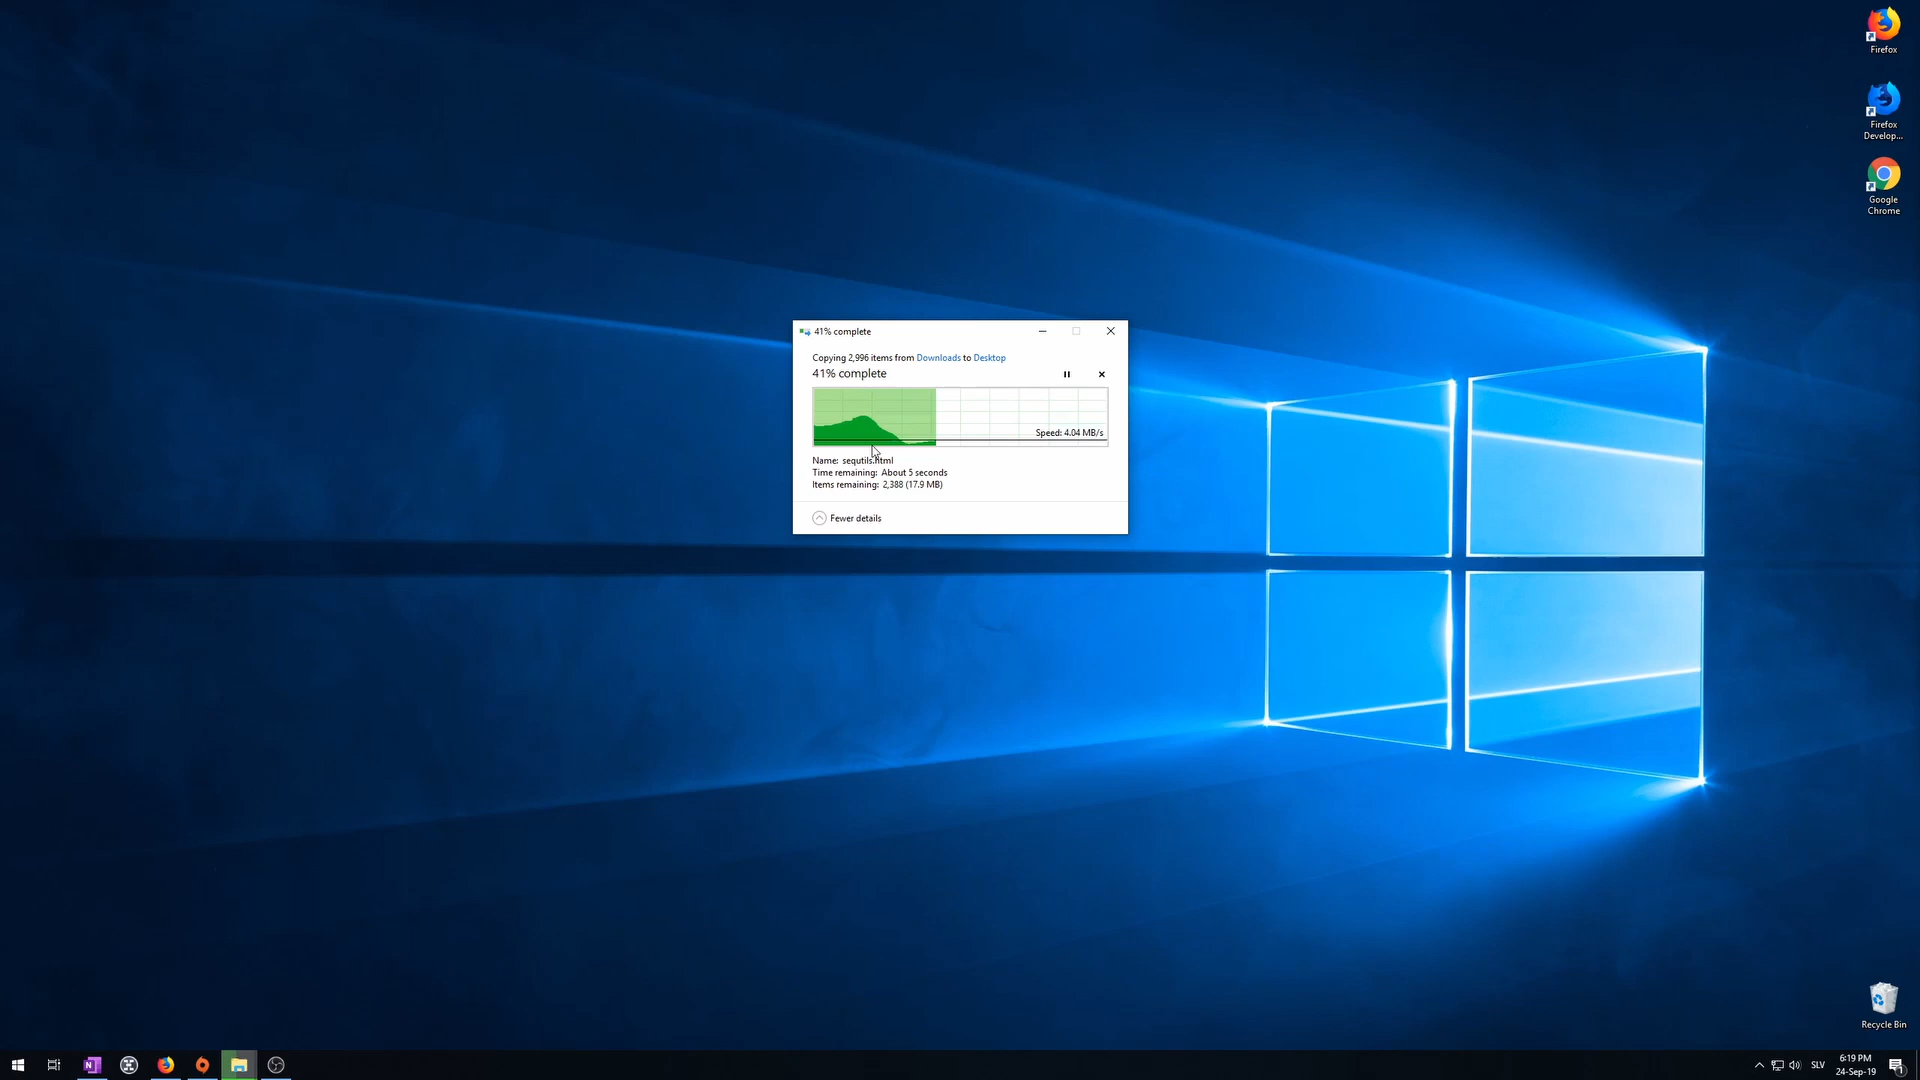 Firefox
Firefox
Develop...
Google
Chrome
41% complete
Copying 2,996 items from Downloads to Desktop
41% complete
Speed: 4.04 MB/s
Name: sequtils.html
Time remaining: About 5 seconds
Items remaining: 2,388 (17.9 MB)
Fewer details
Recycle Bin
N
SLV
6:19 PM
24-Sep-19
1